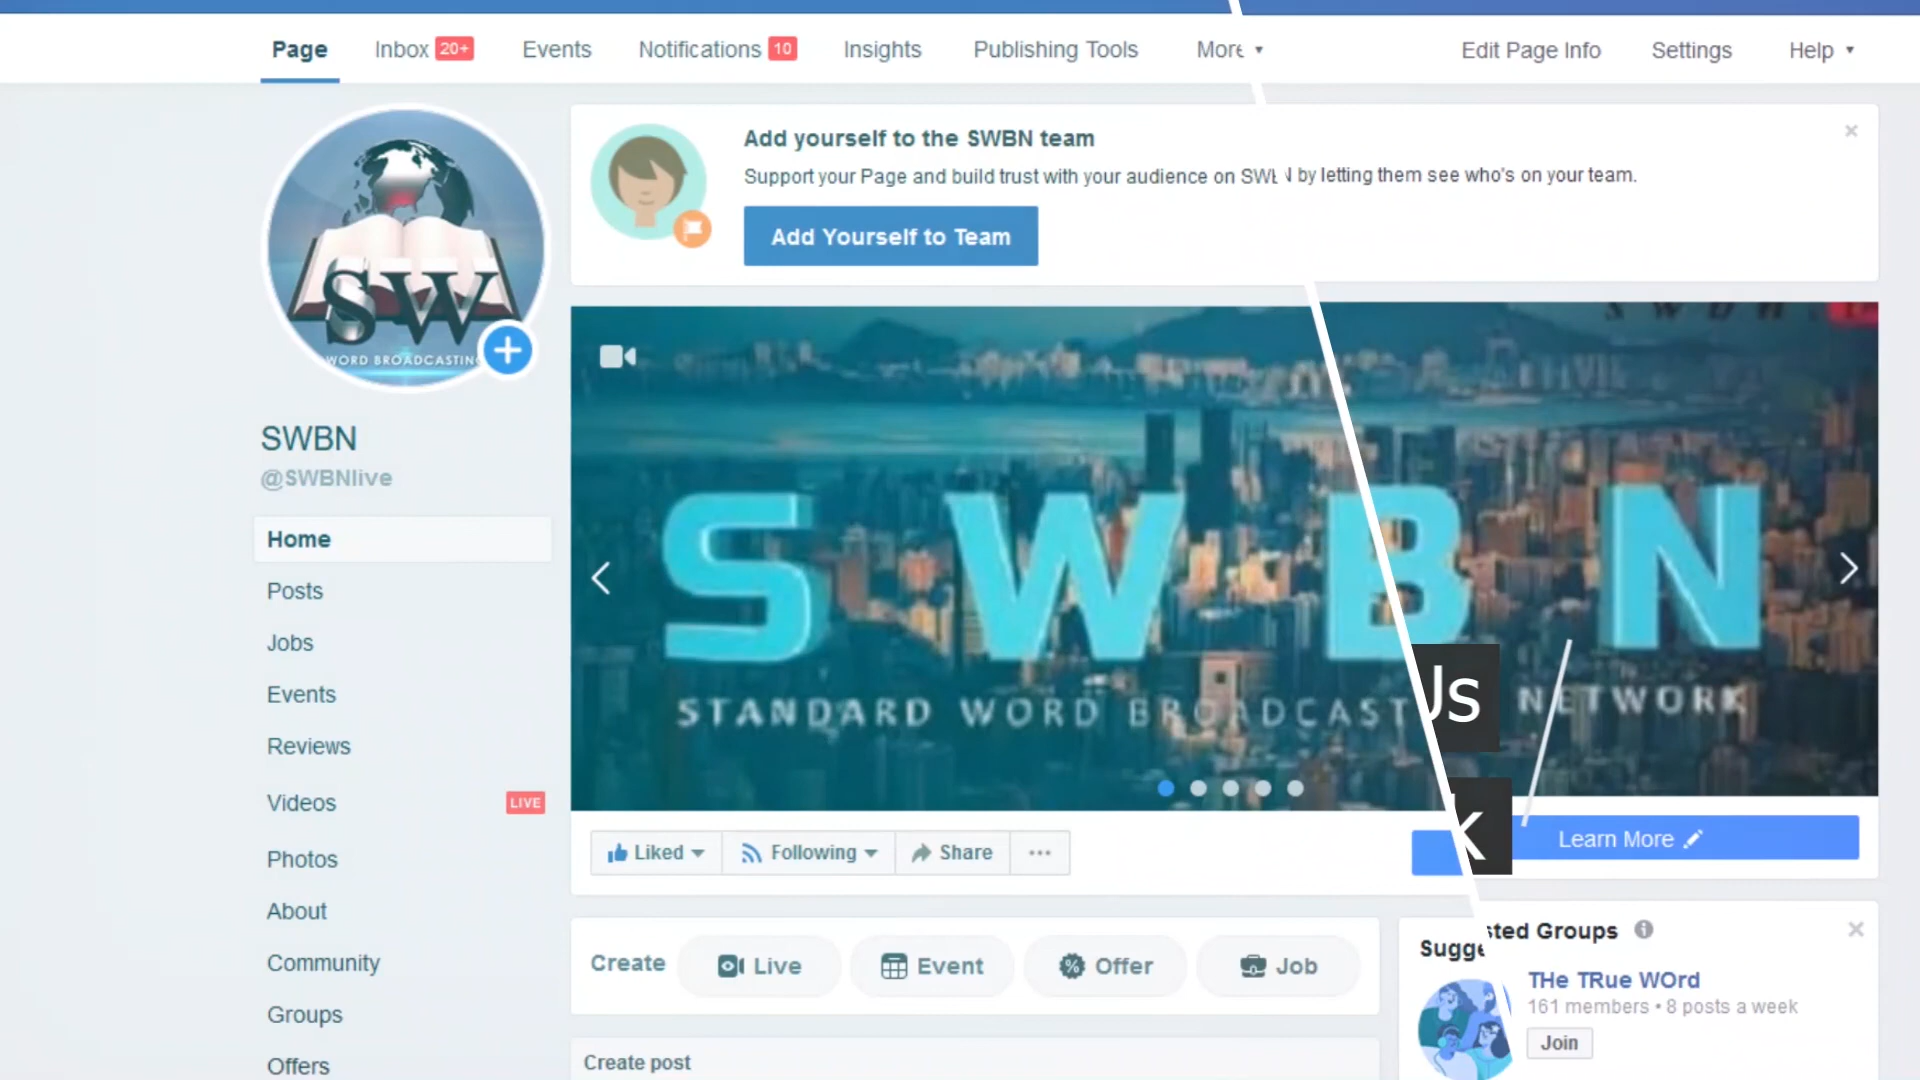 Page Inbox 20+ Events Notifications 10 Insights Publishing Tools More Edit Page Info Settings Help
Add yourself to the SWBN team
Support your Page and build trust with your audience on by letting them see who's on your team.
Add Yourself to Team
SW
WORD BROADCASTING
SWBN
@SWBNlive
Home
Posts
Jobs
Events
Reviews
Videos LIVE
Photos
About
Community
Groups
Offers
S W B N
STANDARD WORD BROADCAST NETWORK
Us
k
Liked Following Share ...
Learn More
Create Live Event Offer Job
Create post
Suggested Groups
THe TRue WOrd
161 members • 8 posts a week
Join